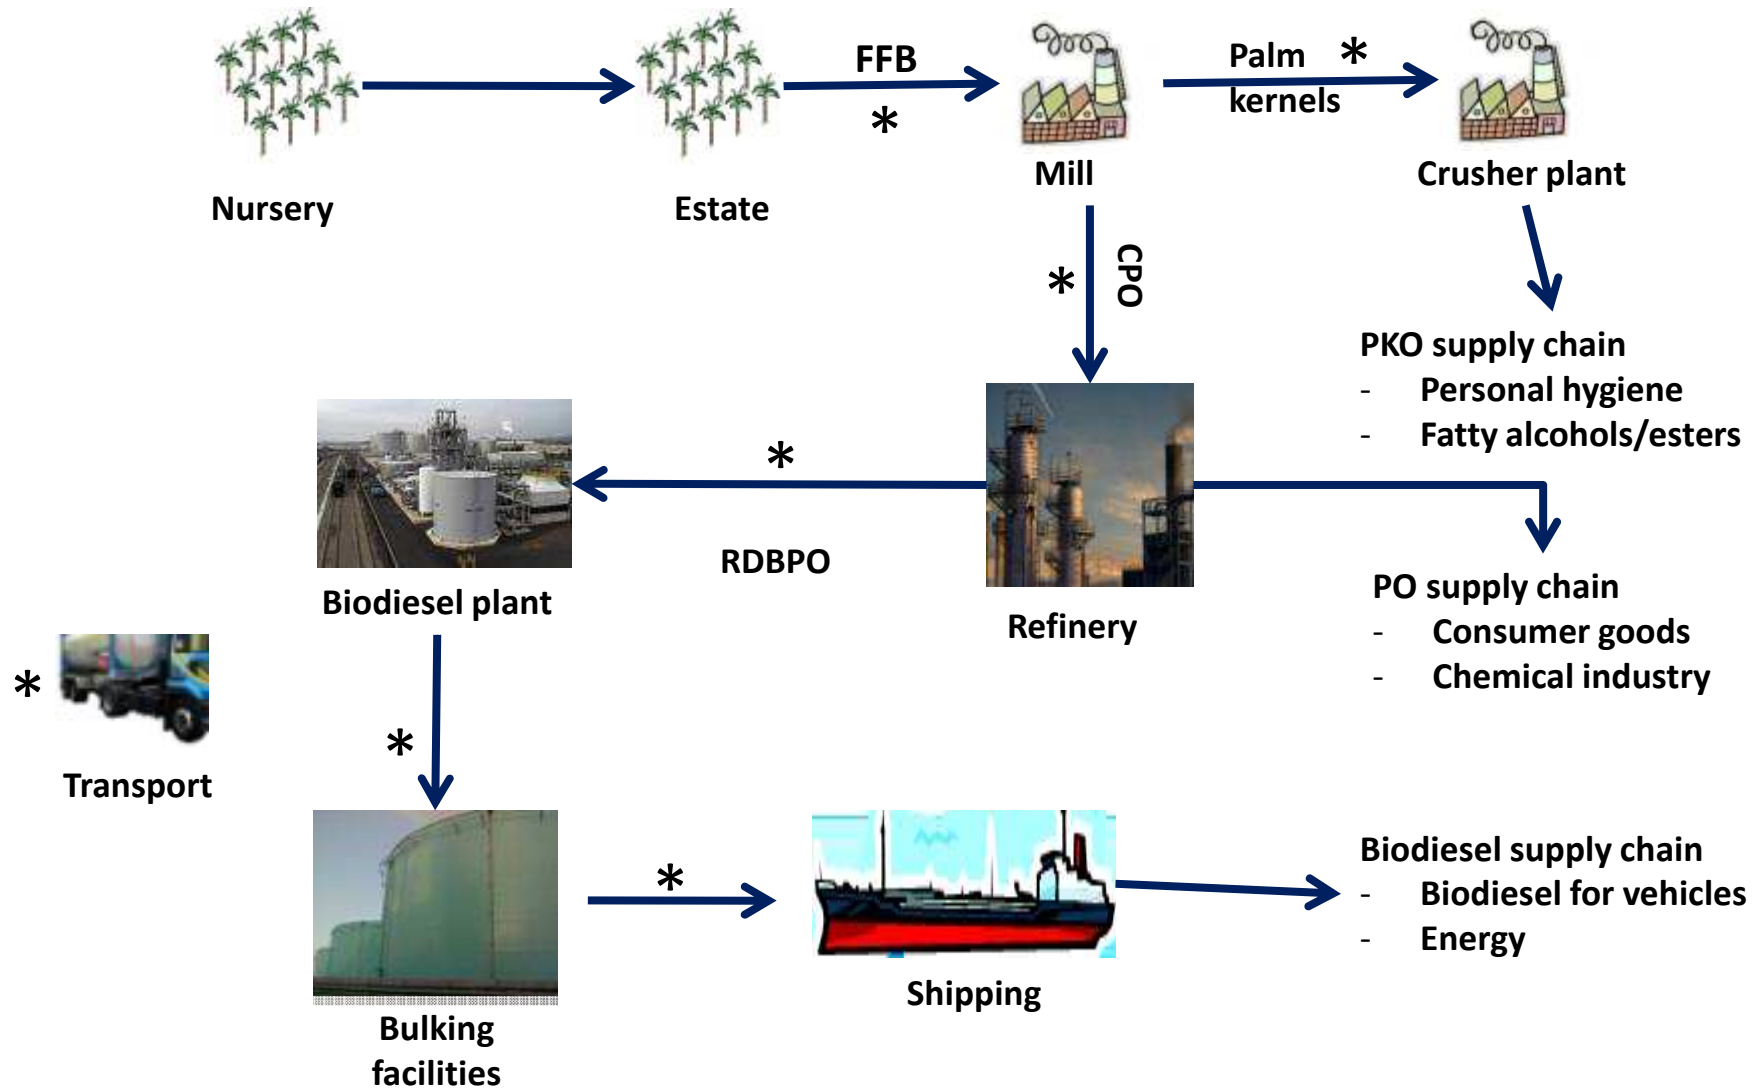 FFB
*
Palm *
kernels
Nursery
Estate
Mill
Crusher plant
*
CPO
PKO supply chain
- Personal hygiene
- Fatty alcohols/esters
*
RDBPO
Biodiesel plant
Refinery
PO supply chain
- Consumer goods
- Chemical industry
*
Transport
*
Bulking
facilities
*
Shipping
Biodiesel supply chain
- Biodiesel for vehicles
- Energy